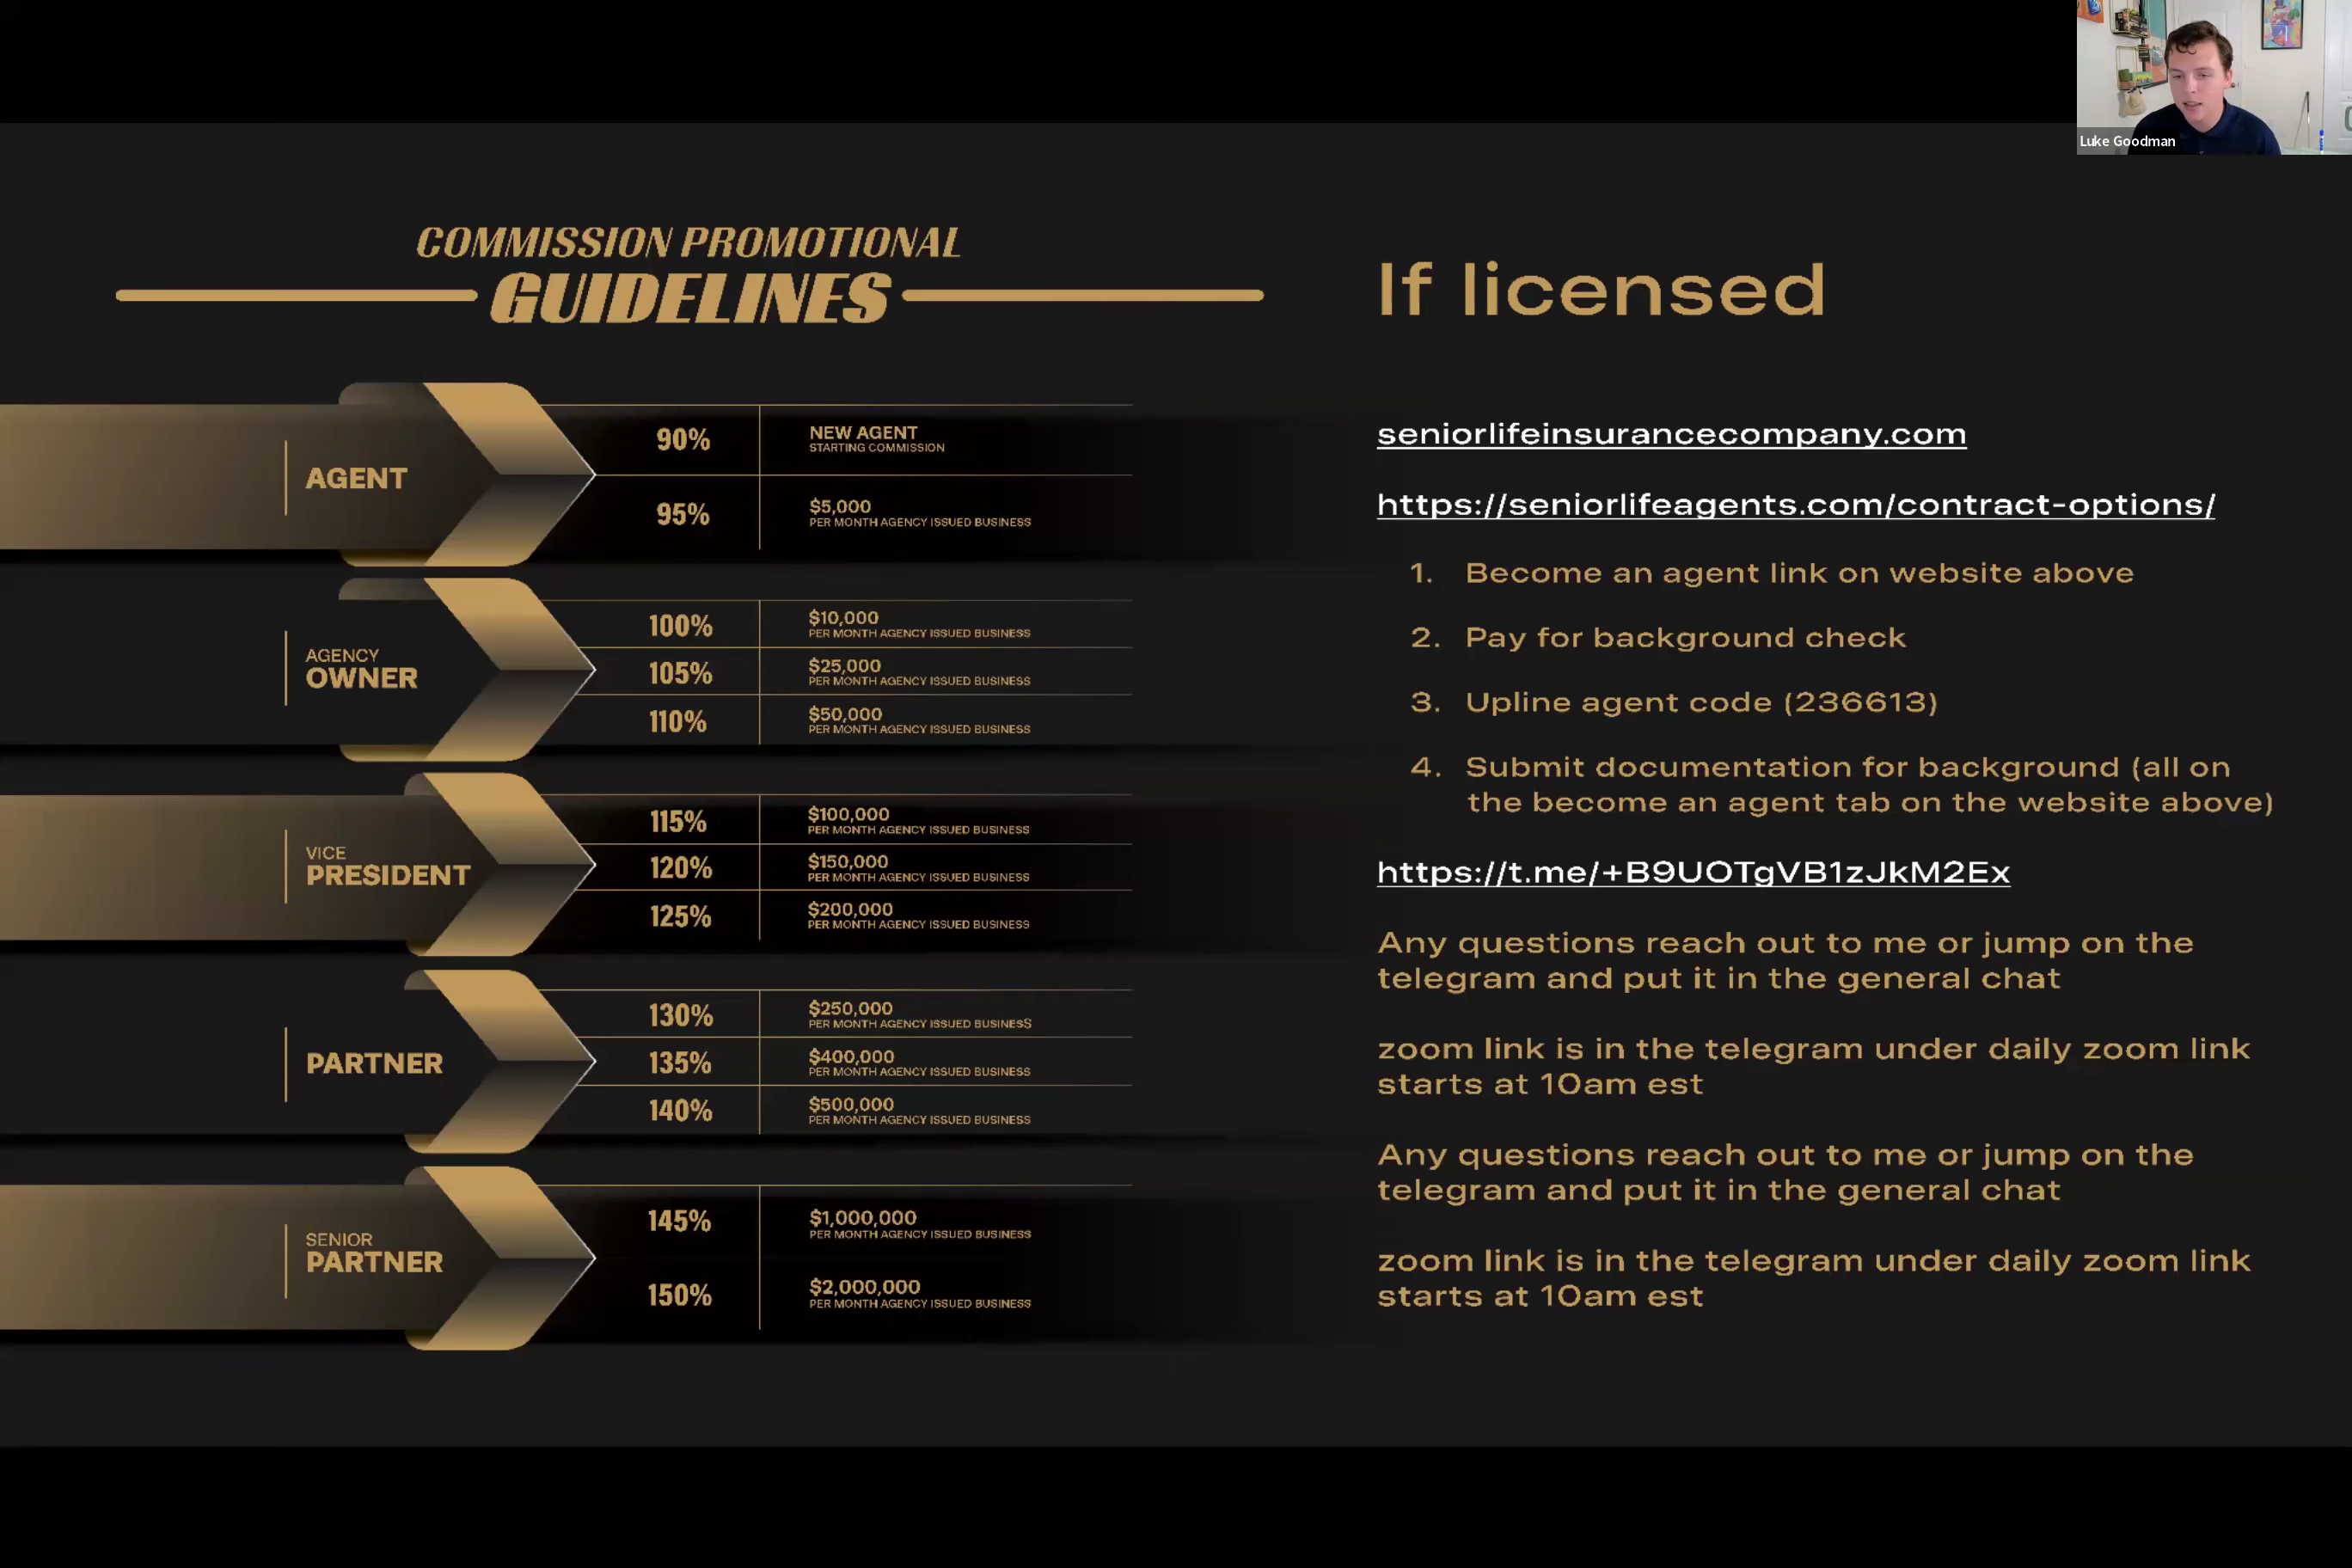 Luke Goodman
COMMISSION PROMOTIONAL
GUIDELINES
AGENT
90%
NEW AGENT
STARTING COMMISSION
95%
$5,000
PER MONTH AGENCY ISSUED BUSINESS
AGENCY
OWNER
100%
$10,000
PER MONTH AGENCY ISSUED BUSINESS
105%
$25,000
PER MONTH AGENCY ISSUED BUSINESS
110%
$50,000
PER MONTH AGENCY ISSUED BUSINESS
VICE
PRESIDENT
115%
$100,000
PER MONTH AGENCY ISSUED BUSINESS
120%
$150,000
PER MONTH AGENCY ISSUED BUSINESS
125%
$200,000
PER MONTH AGENCY ISSUED BUSINESS
PARTNER
130%
$250,000
PER MONTH AGENCY ISSUED BUSINESS
135%
$400,000
PER MONTH AGENCY ISSUED BUSINESS
140%
$500,000
PER MONTH AGENCY ISSUED BUSINESS
SENIOR
PARTNER
145%
$1,000,000
PER MONTH AGENCY ISSUED BUSINESS
150%
$2,000,000
PER MONTH AGENCY ISSUED BUSINESS
If licensed
seniorlifeinsurancecompany.com
https://seniorlifeagents.com/contract-options/
1. Become an agent link on website above
2. Pay for background check
3. Upline agent code (236613)
4. Submit documentation for background (all on
the become an agent tab on the website above)
https://t.me/+B9UOTgVB1zJkM2Ex
Any questions reach out to me or jump on the
telegram and put it in the general chat
zoom link is in the telegram under daily zoom link
starts at 10am est
Any questions reach out to me or jump on the
telegram and put it in the general chat
zoom link is in the telegram under daily zoom link
starts at 10am est